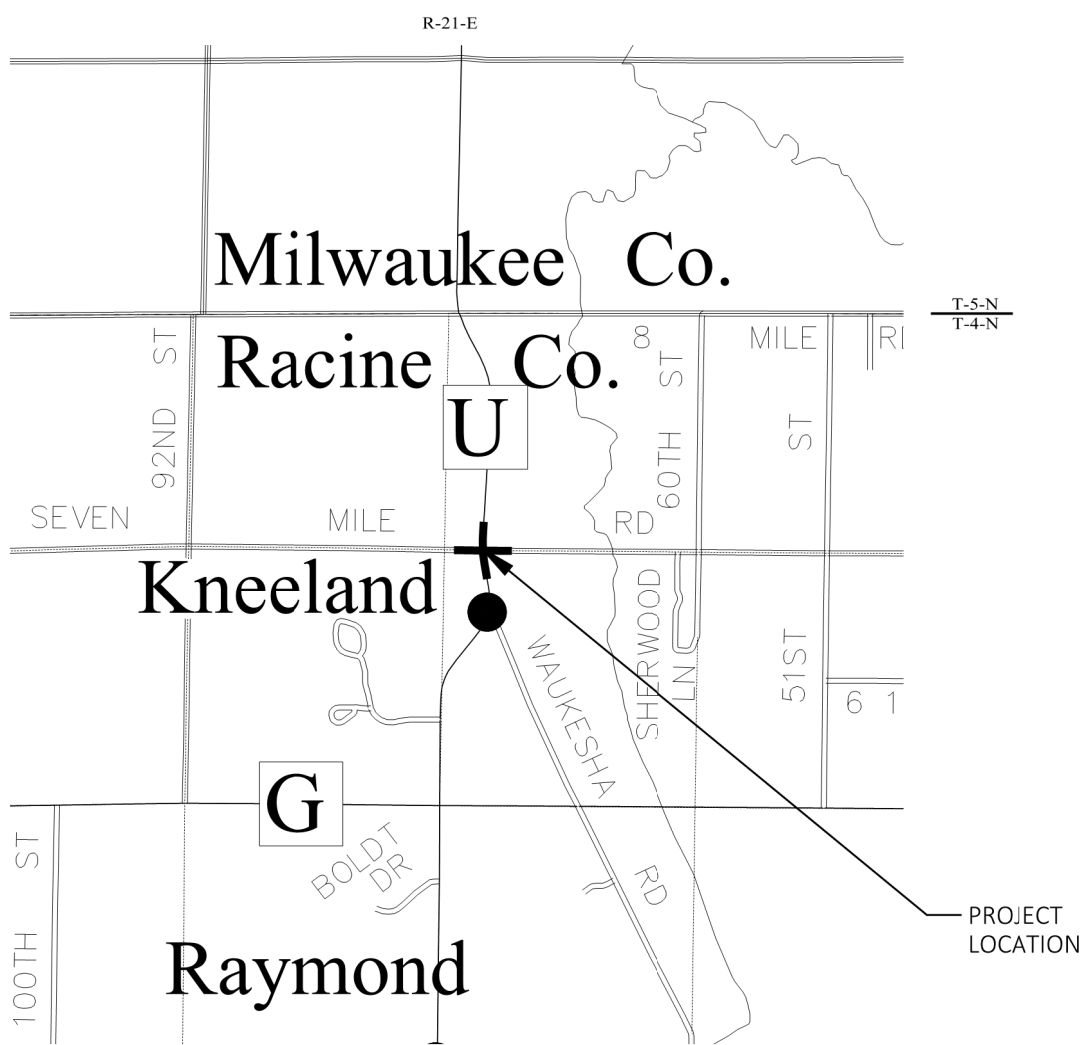 R-21-E
Milwaukee Co.
T-5-N
T-4-N
92ND ST
Racine Co.
8 MILE
60TH ST
51ST ST
U
SEVEN MILE RD
Kneeland
WAUKESHA RD
SHERWOOD LN
6 1
G
BOLDT DR
100TH ST
Raymond
PROJECT
LOCATION